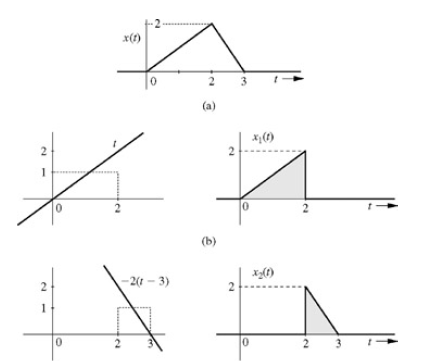 x(t)
2
0 2 3 t
(a)
t
2
1
0 2
x₁(t)
2
0 2 t
(b)
−2(t − 3)
2
1
0 2 3
x₂(t)
2
0 2 3 t